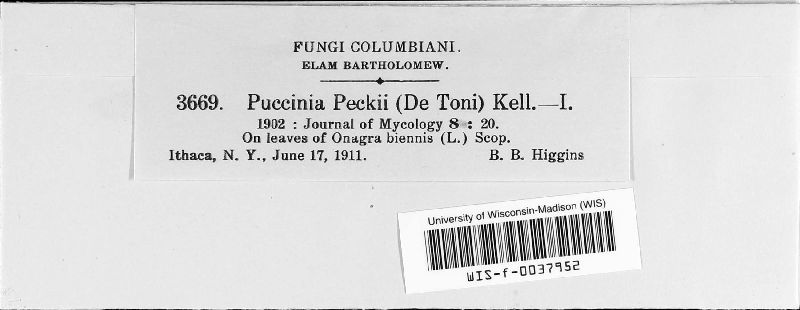 FUNGI COLUMBIANI.
ELAM BARTHOLOMEW.
3669. Puccinia Peckii (De Toni) Kell.—I.
1902 : Journal of Mycology 8 : 20.
On leaves of Onagra biennis (L.) Scop.
Ithaca, N. Y., June 17, 1911. B. B. Higgins
University of Wisconsin-Madison (WIS)
WIS-f-0037952